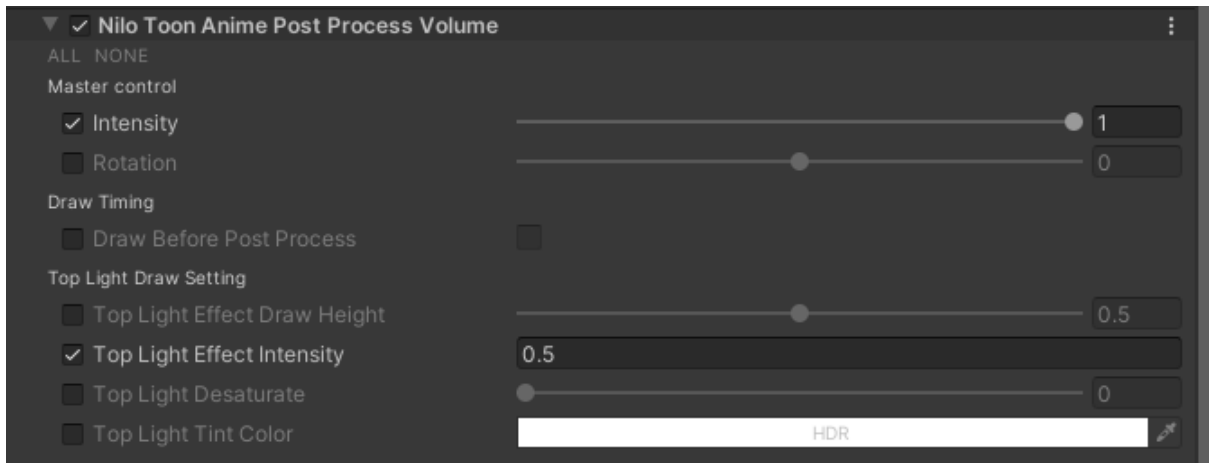 Nilo Toon Anime Post Process Volume
ALL NONE
Master control
Intensity 1
Rotation 0
Draw Timing
Draw Before Post Process
Top Light Draw Setting
Top Light Effect Draw Height 0.5
Top Light Effect Intensity 0.5
Top Light Desaturate 0
Top Light Tint Color HDR